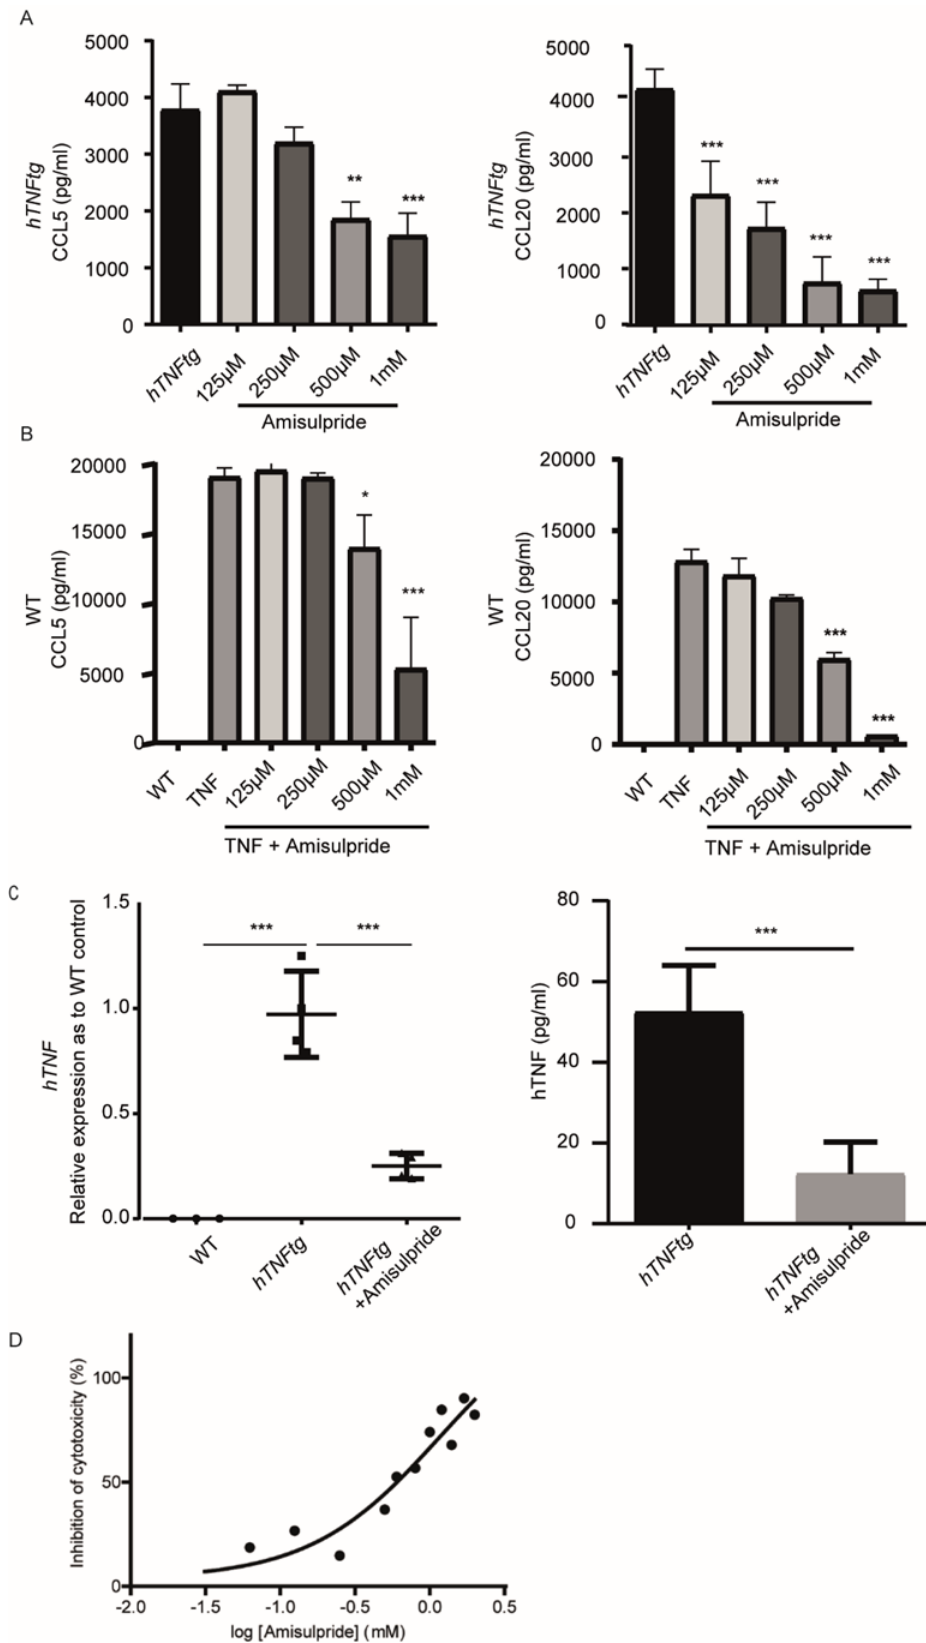 A
hTNFtg
CCL5 (pg/ml)
5000
4000
3000
2000
1000
0
**
***
hTNFtg
125µM
250µM
500µM
1mM
Amisulpride
hTNFtg
CCL20 (pg/ml)
5000
4000
3000
2000
1000
0
***
***
***
***
hTNFtg
125µM
250µM
500µM
1mM
Amisulpride
B
WT
CCL5 (pg/ml)
20000
15000
10000
5000
0
*
***
WT
TNF
125µM
250µM
500µM
1mM
TNF + Amisulpride
WT
CCL20 (pg/ml)
20000
15000
10000
5000
0
***
***
WT
TNF
125µM
250µM
500µM
1mM
TNF + Amisulpride
C
hTNF
Relative expression as to WT control
1.5
1.0
0.5
0.0
***
***
WT
hTNFtg
hTNFtg
+Amisulpride
hTNF (pg/ml)
80
60
40
20
0
***
hTNFtg
hTNFtg
+Amisulpride
D
Inhibition of cytotoxicity (%)
100
50
0
-2.0
-1.5
-1.0
-0.5
0.0
0.5
log [Amisulpride] (mM)